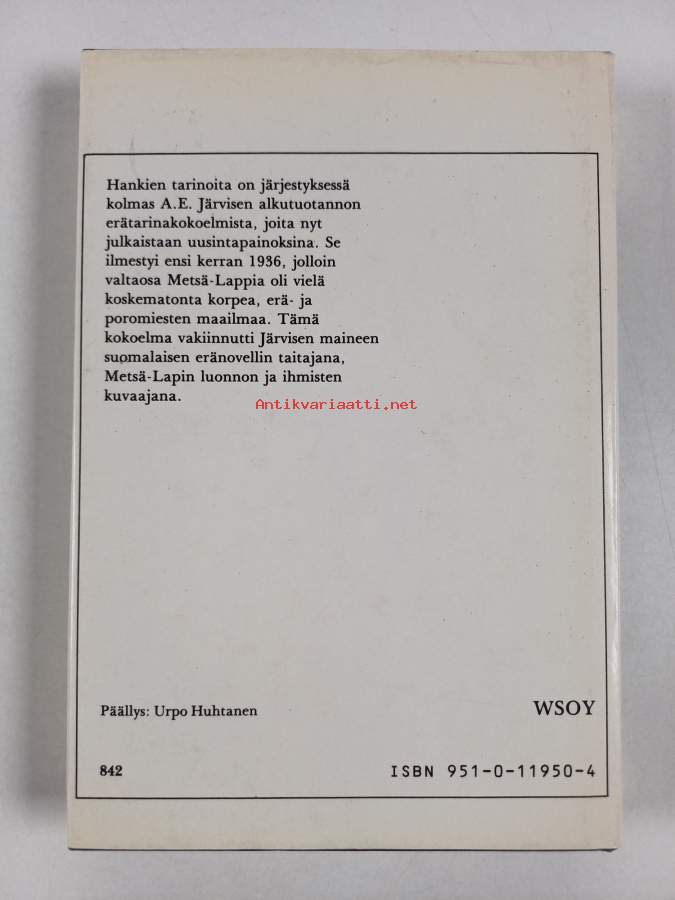 Hankien tarinoita on järjestyksessä
kolmas A.E. Järvisen alkutuotannon
erätarinakokoelmista, joita nyt
julkaistaan uusintapainoksina. Se
ilmestyi ensi kerran 1936, jolloin
valtaosa Metsä-Lappia oli vielä
koskematonta korpea, erä- ja
poromiesten maailmaa. Tämä
kokoelma vakiinnutti Järvisen maineen
suomalaisen eränovellin taitajana,
Metsä-Lapin luonnon ja ihmisten
kuvaajana.
Antikvariaatti.net
Päällys: Urpo Huhtanen
WSOY
842
ISBN 951-0-11950-4